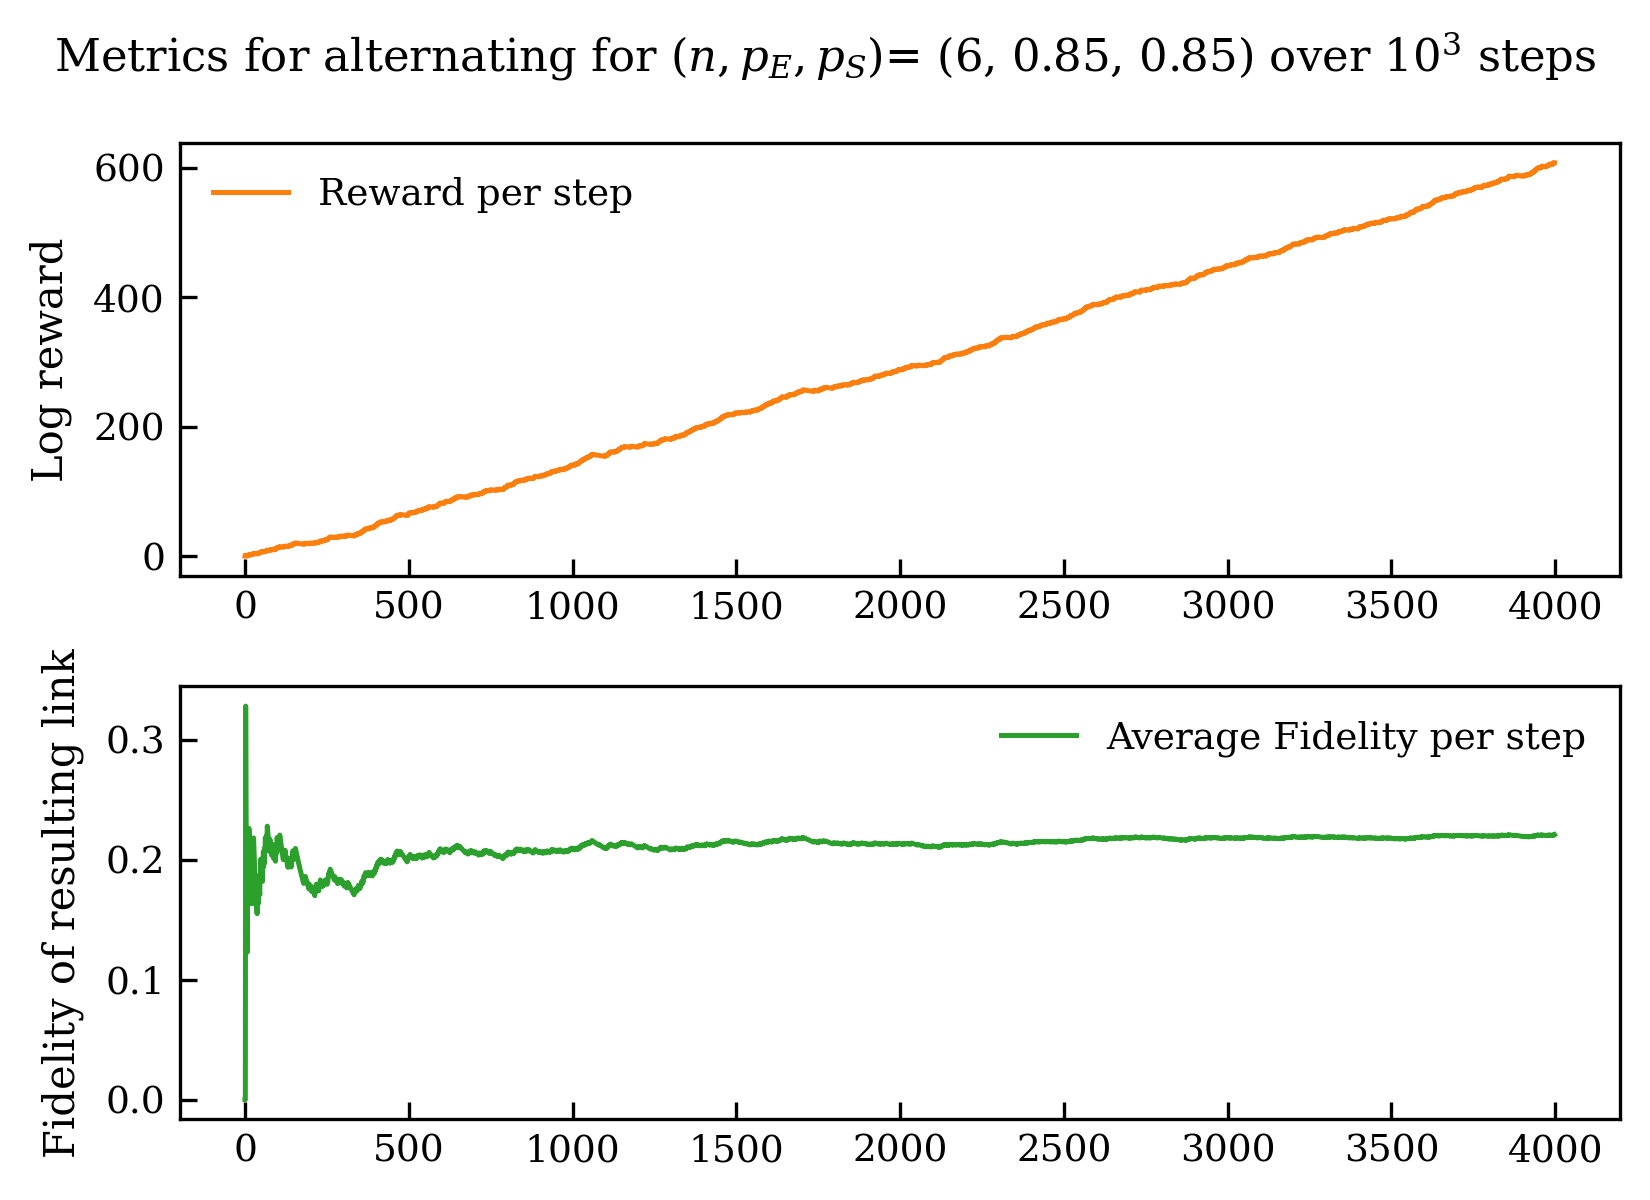 Metrics for alternating for (n, p_E, p_S)= (6, 0.85, 0.85) over 10³ steps
Log reward
600
400
200
0
Reward per step
0 500 1000 1500 2000 2500 3000 3500 4000
Fidelity of resulting link
0.3
0.2
0.1
0.0
Average Fidelity per step
0 500 1000 1500 2000 2500 3000 3500 4000